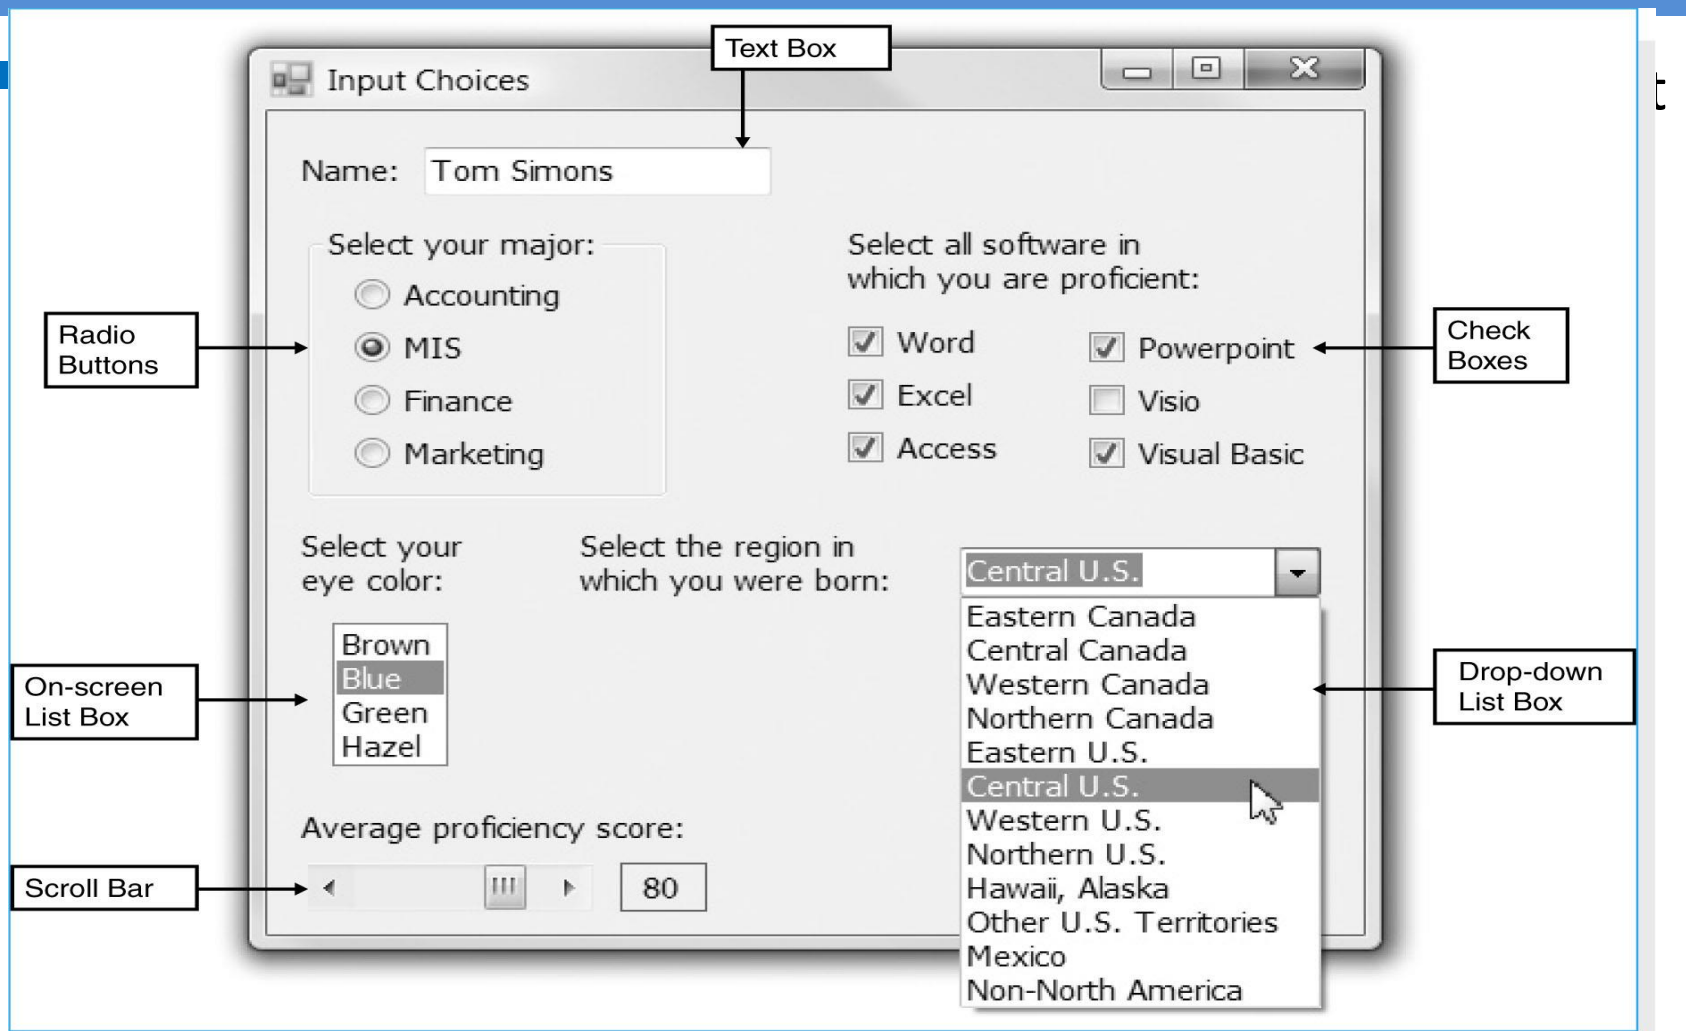 Text Box
Input Choices
t
Name: Tom Simons
Select your major:
Accounting
MIS
Finance
Marketing
Radio
Buttons
Select all software in
which you are proficient:
Word
Excel
Access
Powerpoint
Visio
Visual Basic
Check
Boxes
Select your
eye color:
Brown
Blue
Green
Hazel
On-screen
List Box
Select the region in
which you were born:
Central U.S.
Eastern Canada
Central Canada
Western Canada
Northern Canada
Eastern U.S.
Central U.S.
Western U.S.
Northern U.S.
Hawaii, Alaska
Other U.S. Territories
Mexico
Non-North America
Drop-down
List Box
Average proficiency score:
80
Scroll Bar